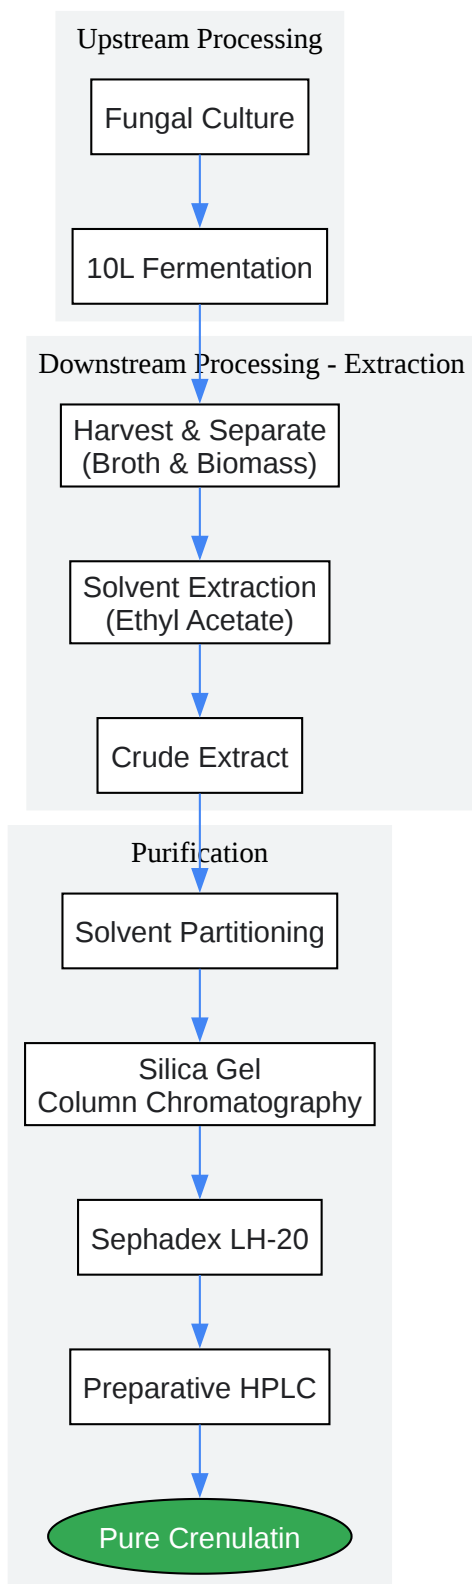 Upstream Processing
Fungal Culture
10L Fermentation
Downstream Processing - Extraction
Harvest & Separate
(Broth & Biomass)
Solvent Extraction
(Ethyl Acetate)
Crude Extract
Purification
Solvent Partitioning
Silica Gel
Column Chromatography
Sephadex LH-20
Preparative HPLC
Pure Crenulatin